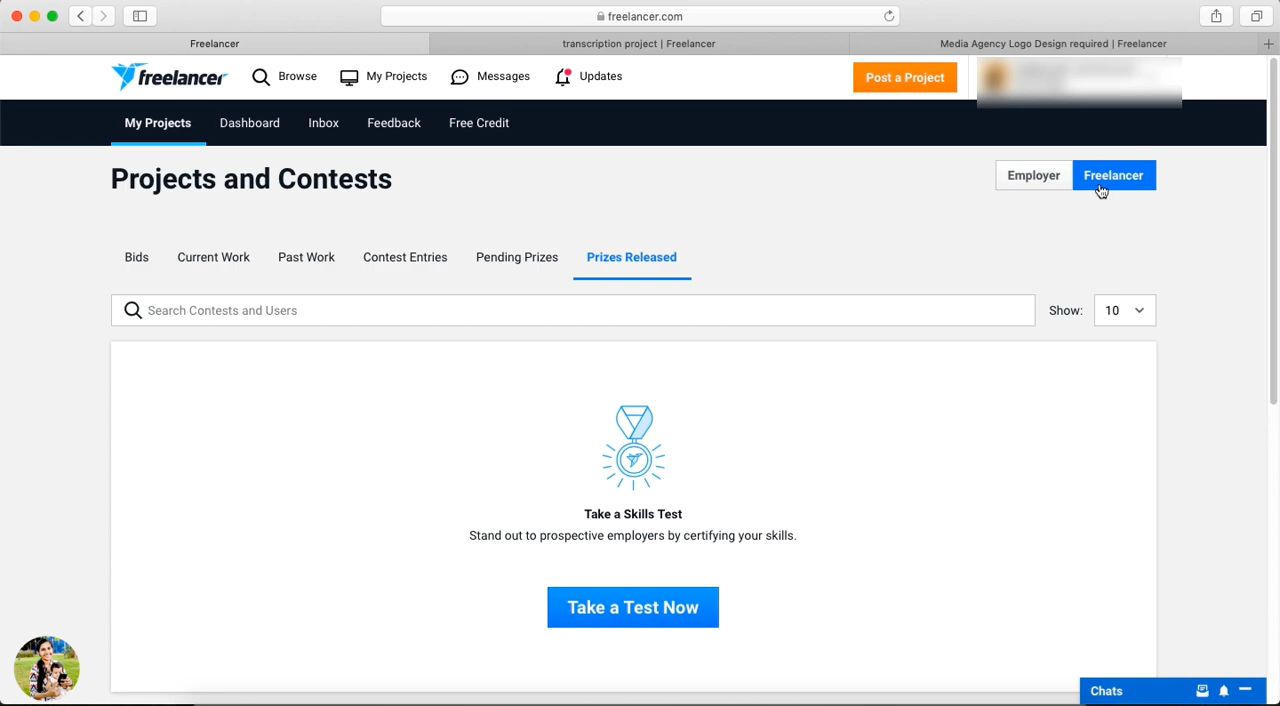 freelancer.com
Freelancer
transcription project | Freelancer
Media Agency Logo Design required | Freelancer
freelancer
Browse
My Projects
Messages
Updates
Post a Project
My Projects
Dashboard
Inbox
Feedback
Free Credit
Projects and Contests
Employer
Freelancer
Bids
Current Work
Past Work
Contest Entries
Pending Prizes
Prizes Released
Search Contests and Users
Show:
10
Take a Skills Test
Stand out to prospective employers by certifying your skills.
Take a Test Now
Chats